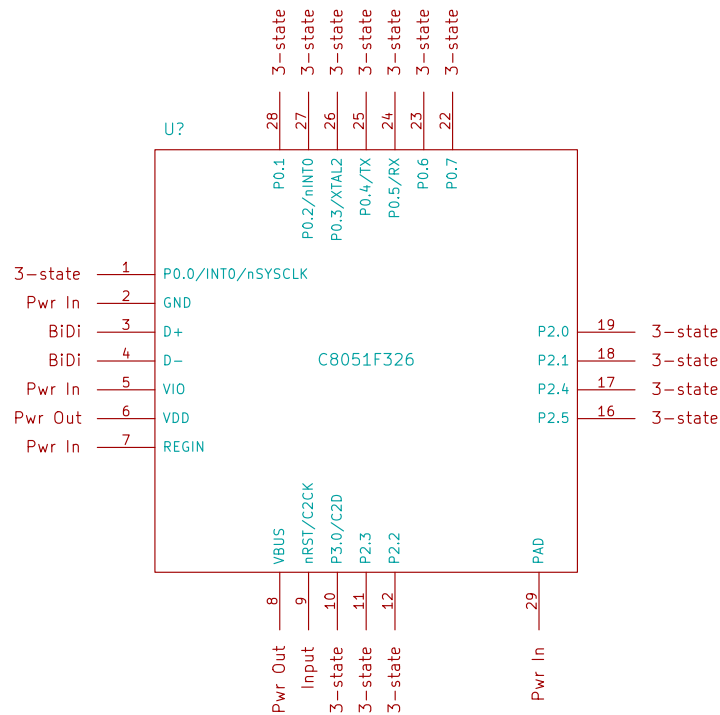 3-state 3-state 3-state 3-state 3-state 3-state 3-state
28 27 26 25 24 23 22
U?
P0.1 P0.2/nINT0 P0.3/XTAL2 P0.4/TX P0.5/RX P0.6 P0.7
3-state 1 P0.0/INT0/nSYSCLK
Pwr In 2 GND
BiDi 3 D+ P2.0 19 3-state
BiDi 4 D- C8051F326 P2.1 18 3-state
Pwr In 5 VIO P2.4 17 3-state
Pwr Out 6 VDD P2.5 16 3-state
Pwr In 7 REGIN
VBUS nRST/C2CK P3.0/C2D P2.3 P2.2 PAD
8 9 10 11 12 29
Pwr Out Input 3-state 3-state 3-state Pwr In